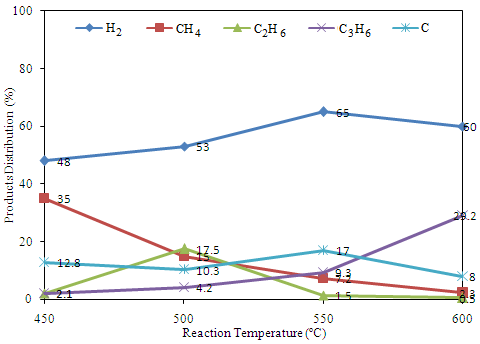 H2 CH4 C2H6 C3H6 C
100
80
60
40
20
0
Products Distribution (%)
48 53 65 60
35 15 7.2 2.3
17.5 1.5 0.5
2.1 4.2 9.3 29.2
12.8 10.3 17 8
450 500 550 600
Reaction Temperature (°C)